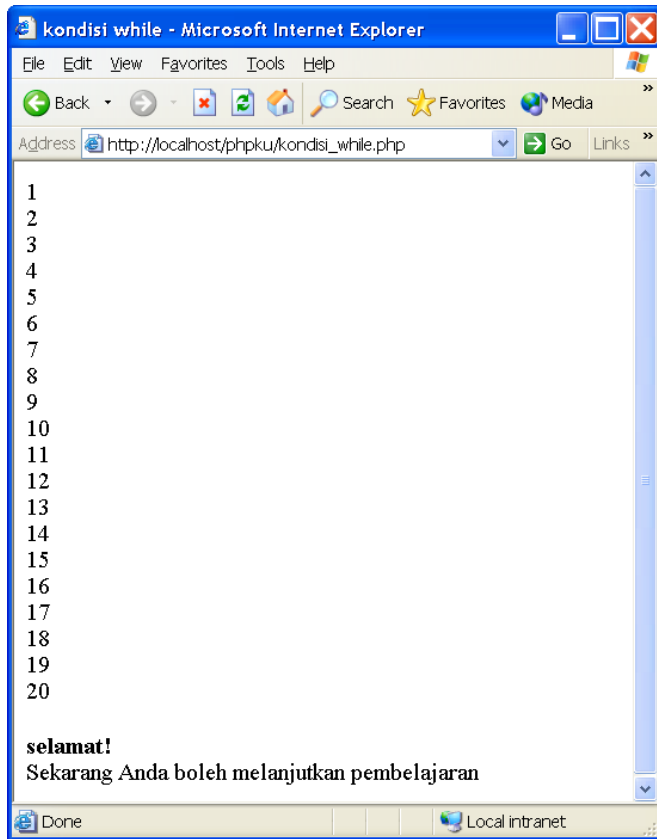 kondisi while - Microsoft Internet Explorer
File Edit View Favorites Tools Help
Back Search Favorites Media »
Address http://localhost/phpku/kondisi_while.php Go Links »
1
2
3
4
5
6
7
8
9
10
11
12
13
14
15
16
17
18
19
20
selamat!
Sekarang Anda boleh melanjutkan pembelajaran
Done Local intranet